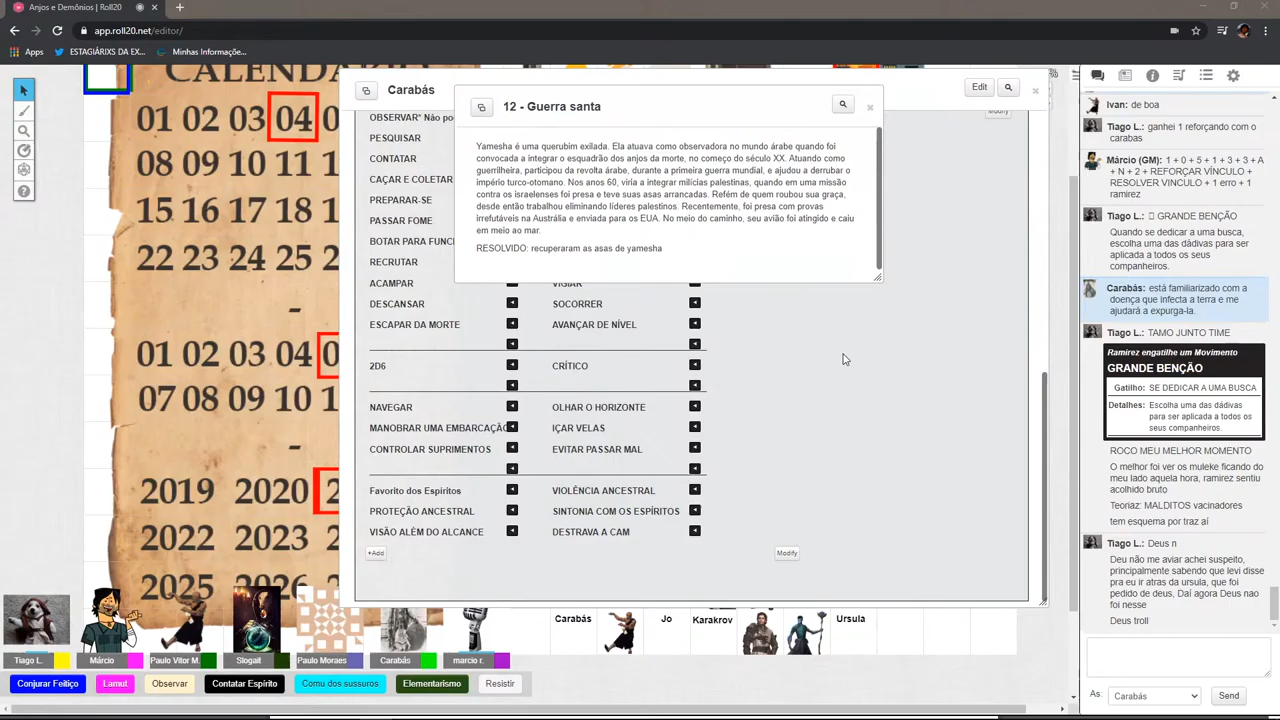 Anjos e Demônios | Roll20
app.roll20.net/editor/
Apps
ESTAGIÁRIXS DA EX...
Minhas Informaçõe...
CALENDÁ
01 02 03 04 0
08 09 10 11 1
15 16 17 18 1
22 23 24 25 2
-
01 02 03 04 0
07 08 09 10 1
-
2019 2020 2
2022 2023
2025 2026
Carabás
Edit
OBSERVAR* Não po
Modify
PESQUISAR
CONTATAR
CAÇAR E COLETAR
PREPARAR-SE
PASSAR FOME
BOTAR PARA FUNC
RECRUTAR
ACAMPAR
VIGIAR
DESCANSAR
SOCORRER
ESCAPAR DA MORTE
AVANÇAR DE NÍVEL
2D6
CRÍTICO
NAVEGAR
OLHAR O HORIZONTE
MANOBRAR UMA EMBARCAÇÃO
IÇAR VELAS
CONTROLAR SUPRIMENTOS
EVITAR PASSAR MAL
Favorito dos Espíritos
VIOLÊNCIA ANCESTRAL
PROTEÇÃO ANCESTRAL
SINTONIA COM OS ESPÍRITOS
VISÃO ALÉM DO ALCANCE
DESTRAVA A CAM
+Add
Modify
12 - Guerra santa
Yamesha é uma querubim exilada. Ela atuava como observadora no mundo árabe quando foi
convocada a integrar o esquadrão dos anjos da morte, no começo do século XX. Atuando como
guerrilheira, participou da revolta árabe, durante a primeira guerra mundial, e ajudou a derrubar o
império turco-otomano. Nos anos 60, viria a integrar milícias palestinas, quando em uma missão
contra os israelenses foi presa e teve suas asas arrancadas. Refém de quem roubou sua graça,
desde então trabalhou eliminando líderes palestinos. Recentemente, foi presa com provas
irrefutáveis na Austrália e enviada para os EUA. No meio do caminho, seu avião foi atingido e caiu
em meio ao mar.
RESOLVIDO: recuperaram as asas de yamesha
Carabás
Jo
Karakrov
Ursula
Tiago L.
Márcio
Paulo Vitor M.
Slogait
Paulo Moraes
Carabás
marcio r.
Conjurar Feitiço
Lamut
Observar
Contatar Espírito
Comu dos sussuros
Elementarismo
Resistir
Ivan: de boa
Tiago L.: ganhei 1 reforçando com o
carabas
Márcio (GM): 1 + 0 + 5 + 1 + 3 + 3 + A
+ N + 2 + REFORÇAR VÍNCULO +
RESOLVER VINCULO + 1 erro + 1
ramirez
Tiago L.: GRANDE BENÇÃO
Quando se dedicar a uma busca,
escolha uma das dádivas para ser
aplicada a todos os seus
companheiros.
Carabás: está familiarizado com a
doença que infecta a terra e me
ajudará a expurga-la.
Tiago L.: TAMO JUNTO TIME
Ramirez engatilhe um Movimento
GRANDE BENÇÃO
Gatilho: SE DEDICAR A UMA BUSCA
Detalhes: Escolha uma das dádivas
para ser aplicada a todos os
seus companheiros.
ROCO MEU MELHOR MOMENTO
O melhor foi ver os muleke ficando do
meu lado aquela hora, ramirez sentiu
acolhido bruto
Teoriaz: MALDITOS vacinadores
tem esquema por traz aí
Tiago L.: Deus n
Deu não me aviar achei suspeito,
principalmente sabendo que levi disse
pra eu ir atras da ursula, que foi
pedido de deus, Daí agora Deus nao
foi nesse
Deus troll
As: Carabás
Send